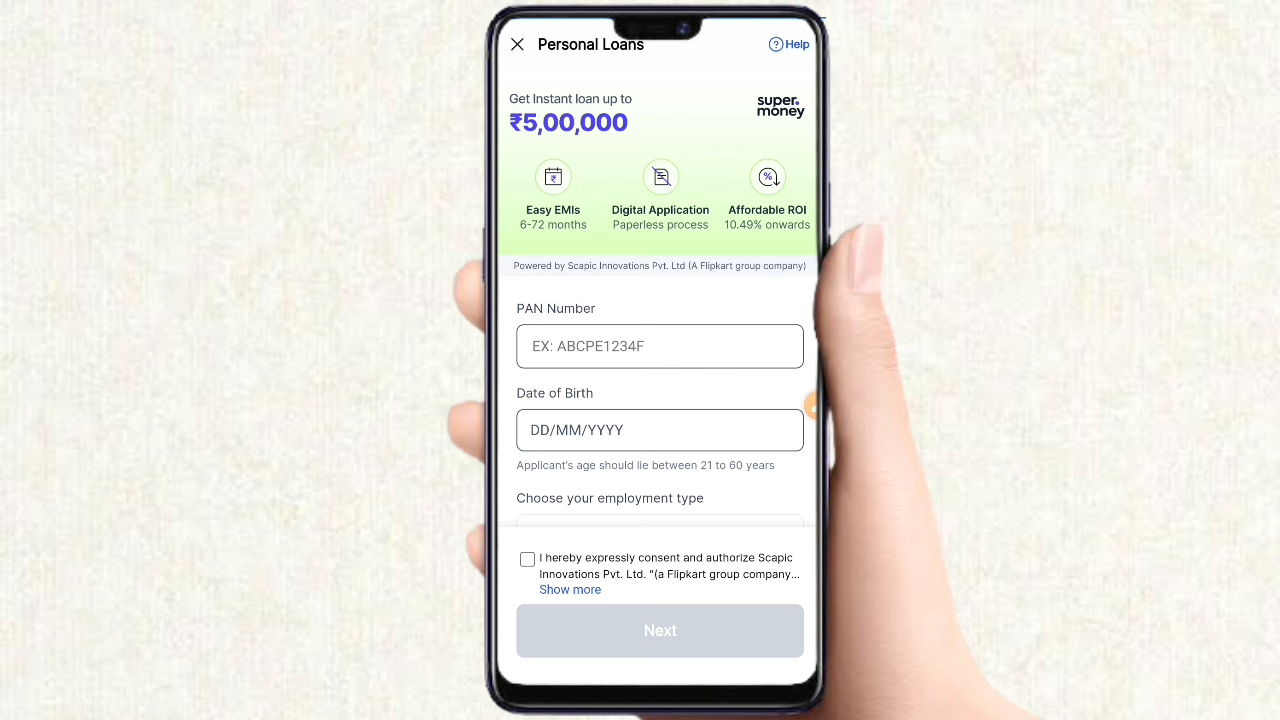 Personal Loans
Help
Get Instant loan up to
₹5,00,000
super.
money
Easy EMIs
6-72 months
Digital Application
Paperless process
Affordable ROI
10.49% onwards
Powered by Scapic Innovations Pvt. Ltd (A Flipkart group company)
PAN Number
EX: ABCPE1234F
Date of Birth
DD/MM/YYYY
Applicant's age should lie between 21 to 60 years
Choose your employment type
I hereby expressly consent and authorize Scapic
Innovations Pvt. Ltd. "(a Flipkart group company...
Show more
Next